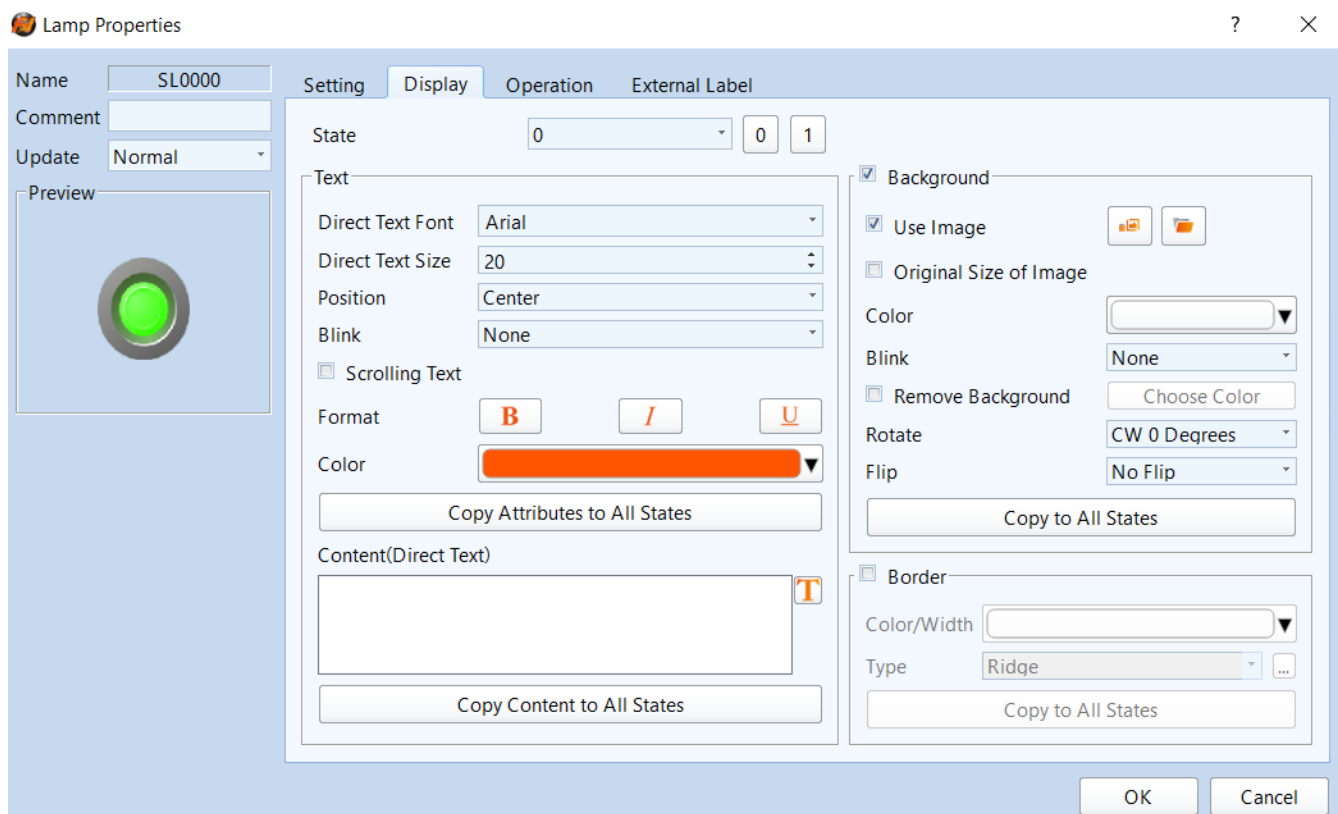 Lamp Properties ?
Name SL0000
Comment
Update Normal
Preview
Setting Display Operation External Label
State 0 0 1
Text
Direct Text Font Arial
Direct Text Size 20
Position Center
Blink None
Scrolling Text
Format B I U
Color
Copy Attributes to All States
Content(Direct Text)
T
Copy Content to All States
Background
Use Image
Original Size of Image
Color
Blink None
Remove Background Choose Color
Rotate CW 0 Degrees
Flip No Flip
Copy to All States
Border
Color/Width
Type Ridge ...
Copy to All States
OK Cancel